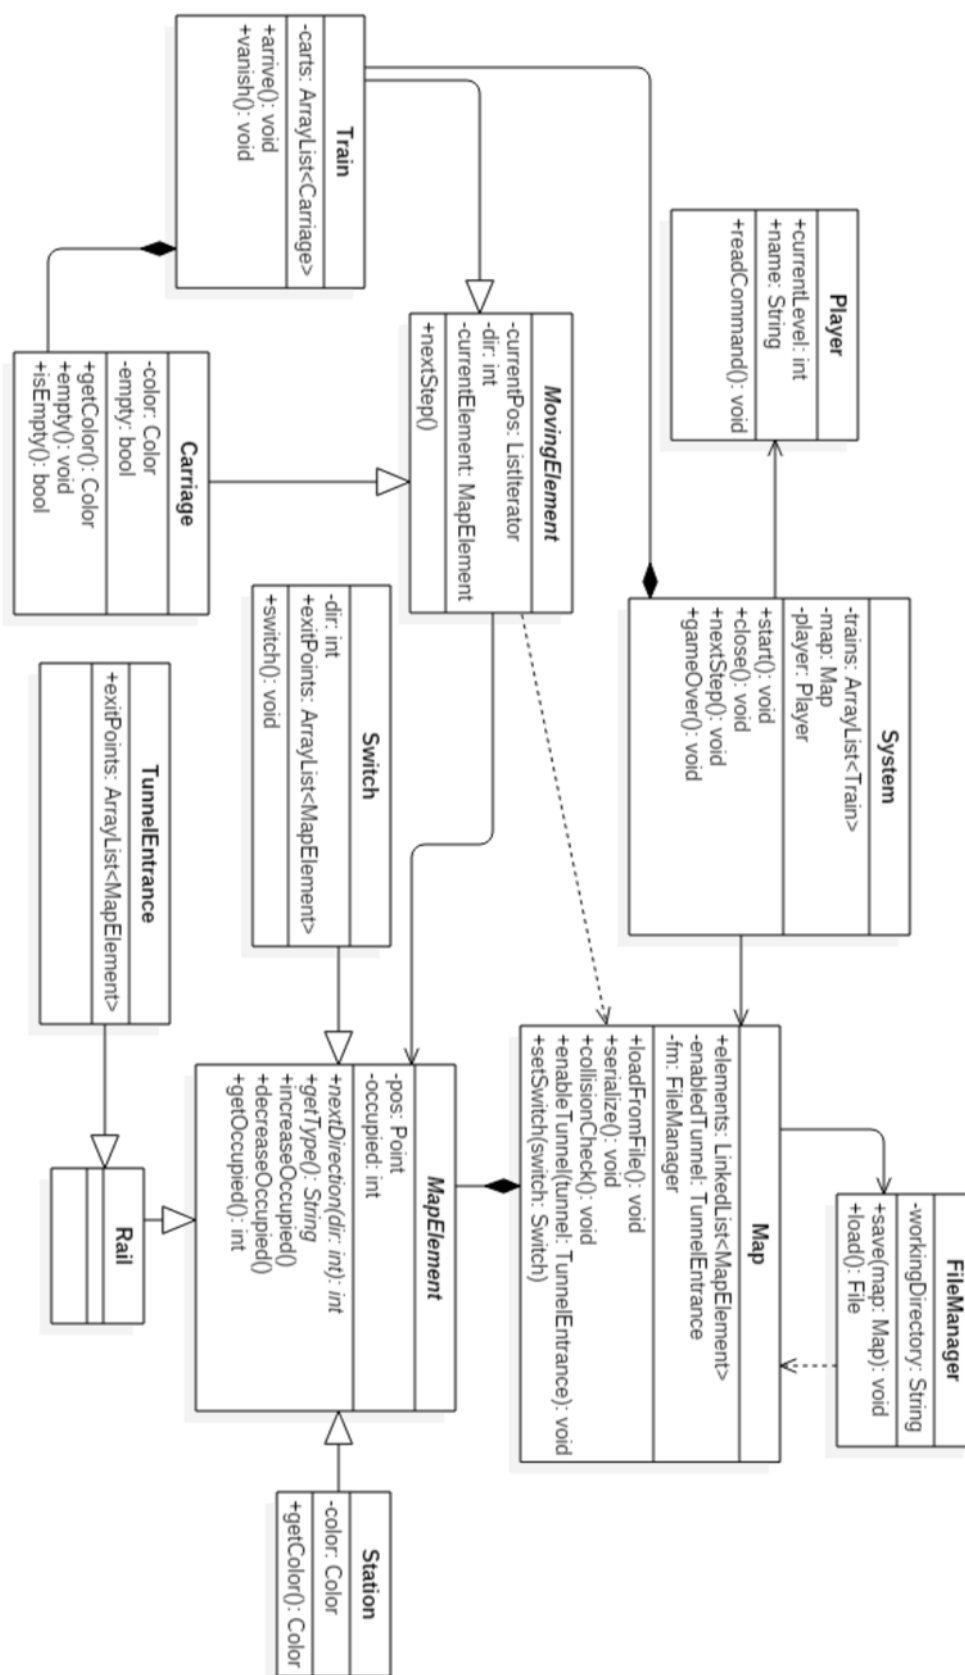 Player
+currentLevel: int
+name: String
+readCommand(): void
System
-trains: ArrayList<Train>
-map: Map
-player: Player
+start(): void
+close(): void
+nextStep(): void
+gameOver(): void
FileManager
-workingDirectory: String
+save(map: Map): void
+load(): File
Map
+elements: LinkedList<MapElement>
-enabledTunnel: TunnelEntrance
-fm: FileManager
+loadFromFile(): void
+serialize(): void
+collisionCheck(): void
+enableTunnel(tunnel: TunnelEntrance): void
+setSwitch(switch: Switch)
Train
-carts: ArrayList<Carriage>
+arrive(): void
+vanish(): void
MovingElement
-currentPos: ListIterator
-dir: int
-currentElement: MapElement
+nextStep()
Carriage
-color: Color
-empty: bool
+getColor(): Color
+empty(): void
+isEmpty(): bool
Switch
-dir: int
+exitPoints: ArrayList<MapElement>
+switch(): void
MapElement
-pos: Point
-occupied: int
+nextDirection(dir: int): int
+getType(): String
+increaseOccupied()
+decreaseOccupied()
+getOccupied(): int
Station
-color: Color
+getColor(): Color
TunnelEntrance
+exitPoints: ArrayList<MapElement>
Rail